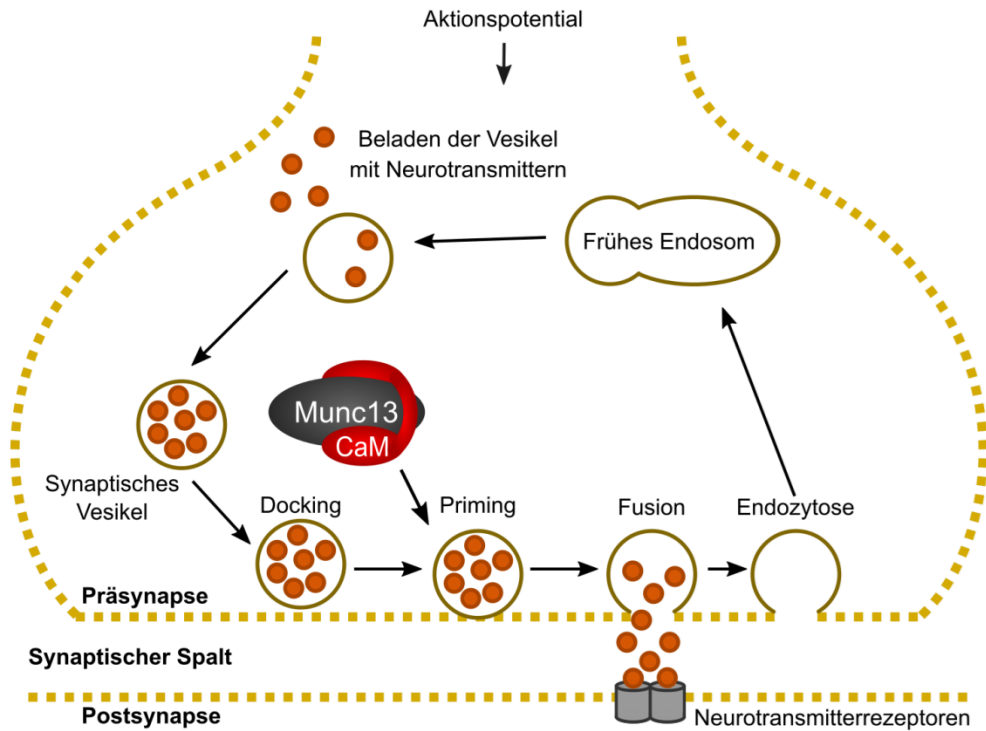 Aktionspotential
Beladen der Vesikel
mit Neurotransmittern
Frühes Endosom
Munc13
CaM
Synaptisches
Vesikel
Docking
Priming
Fusion
Endozytose
Präsynapse
Synaptischer Spalt
Postsynapse
Neurotransmitterrezeptoren